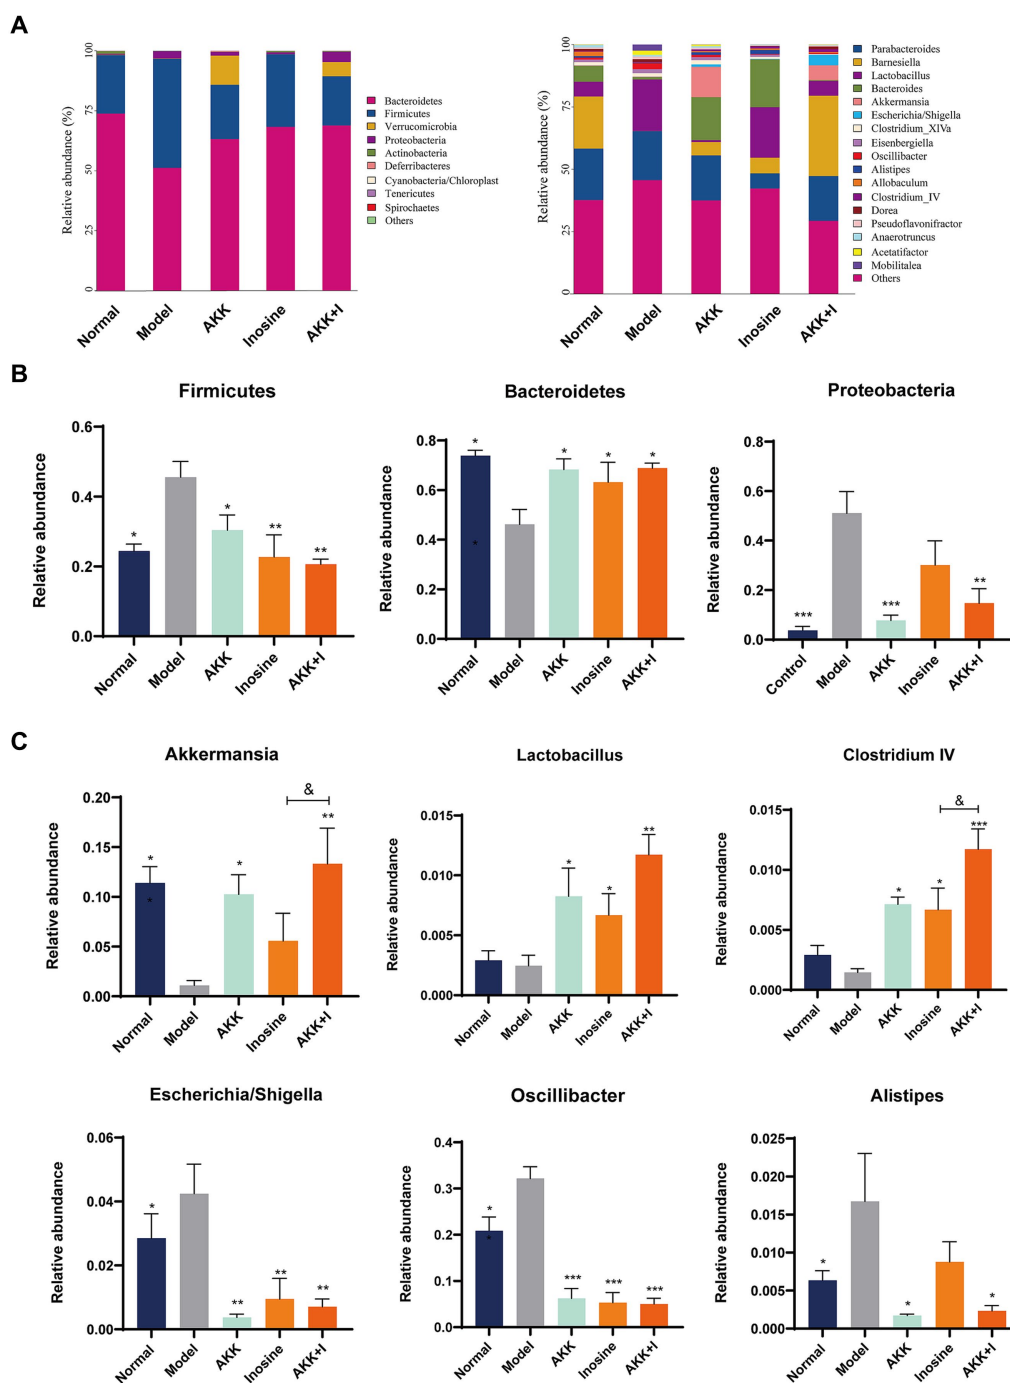 A
Relative abundance (%)
100
75
50
25
0
Normal
Model
AKK
Inosine
AKK+I
Bacteroidetes
Firmicutes
Verrucomicrobia
Proteobacteria
Actinobacteria
Deferribacteres
Cyanobacteria/Chloroplast
Tenericutes
Spirochaetes
Others
Relative abundance (%)
100
75
50
25
0
Normal
Model
AKK
Inosine
AKK+I
Parabacteroides
Barnesiella
Lactobacillus
Bacteroides
Akkermansia
Escherichia/Shigella
Clostridium_XIVa
Eisenbergiella
Oscillibacter
Alistipes
Allobaculum
Clostridium_IV
Dorea
Pseudoflavonifractor
Anaerotruncus
Acetatifactor
Mobilitalea
Others
B
Firmicutes
Relative abundance
0.6
0.4
0.2
0.0
*
*
**
**
Normal
Model
AKK
Inosine
AKK+I
Bacteroidetes
Relative abundance
0.8
0.6
0.4
0.2
0.0
*
*
*
*
*
Normal
Model
AKK
Inosine
AKK+I
Proteobacteria
Relative abundance
0.8
0.6
0.4
0.2
0.0
***
***
**
Control
Model
AKK
Inosine
AKK+I
C
Akkermansia
Relative abundance
0.20
0.15
0.10
0.05
0.00
*
*
*
&
**
Normal
Model
AKK
Inosine
AKK+I
Lactobacillus
Relative abundance
0.015
0.010
0.005
0.000
*
*
**
Normal
Model
AKK
Inosine
AKK+I
Clostridium IV
Relative abundance
0.015
0.010
0.005
0.000
*
*
&
***
Normal
Model
AKK
Inosine
AKK+I
Escherichia/Shigella
Relative abundance
0.06
0.04
0.02
0.00
*
**
**
**
Normal
Model
AKK
Inosine
AKK+I
Oscillibacter
Relative abundance
0.4
0.3
0.2
0.1
0.0
*
*
***
***
***
Normal
Model
AKK
Inosine
AKK+I
Alistipes
Relative abundance
0.025
0.020
0.015
0.010
0.005
0.000
*
*
*
Normal
Model
AKK
Inosine
AKK+I